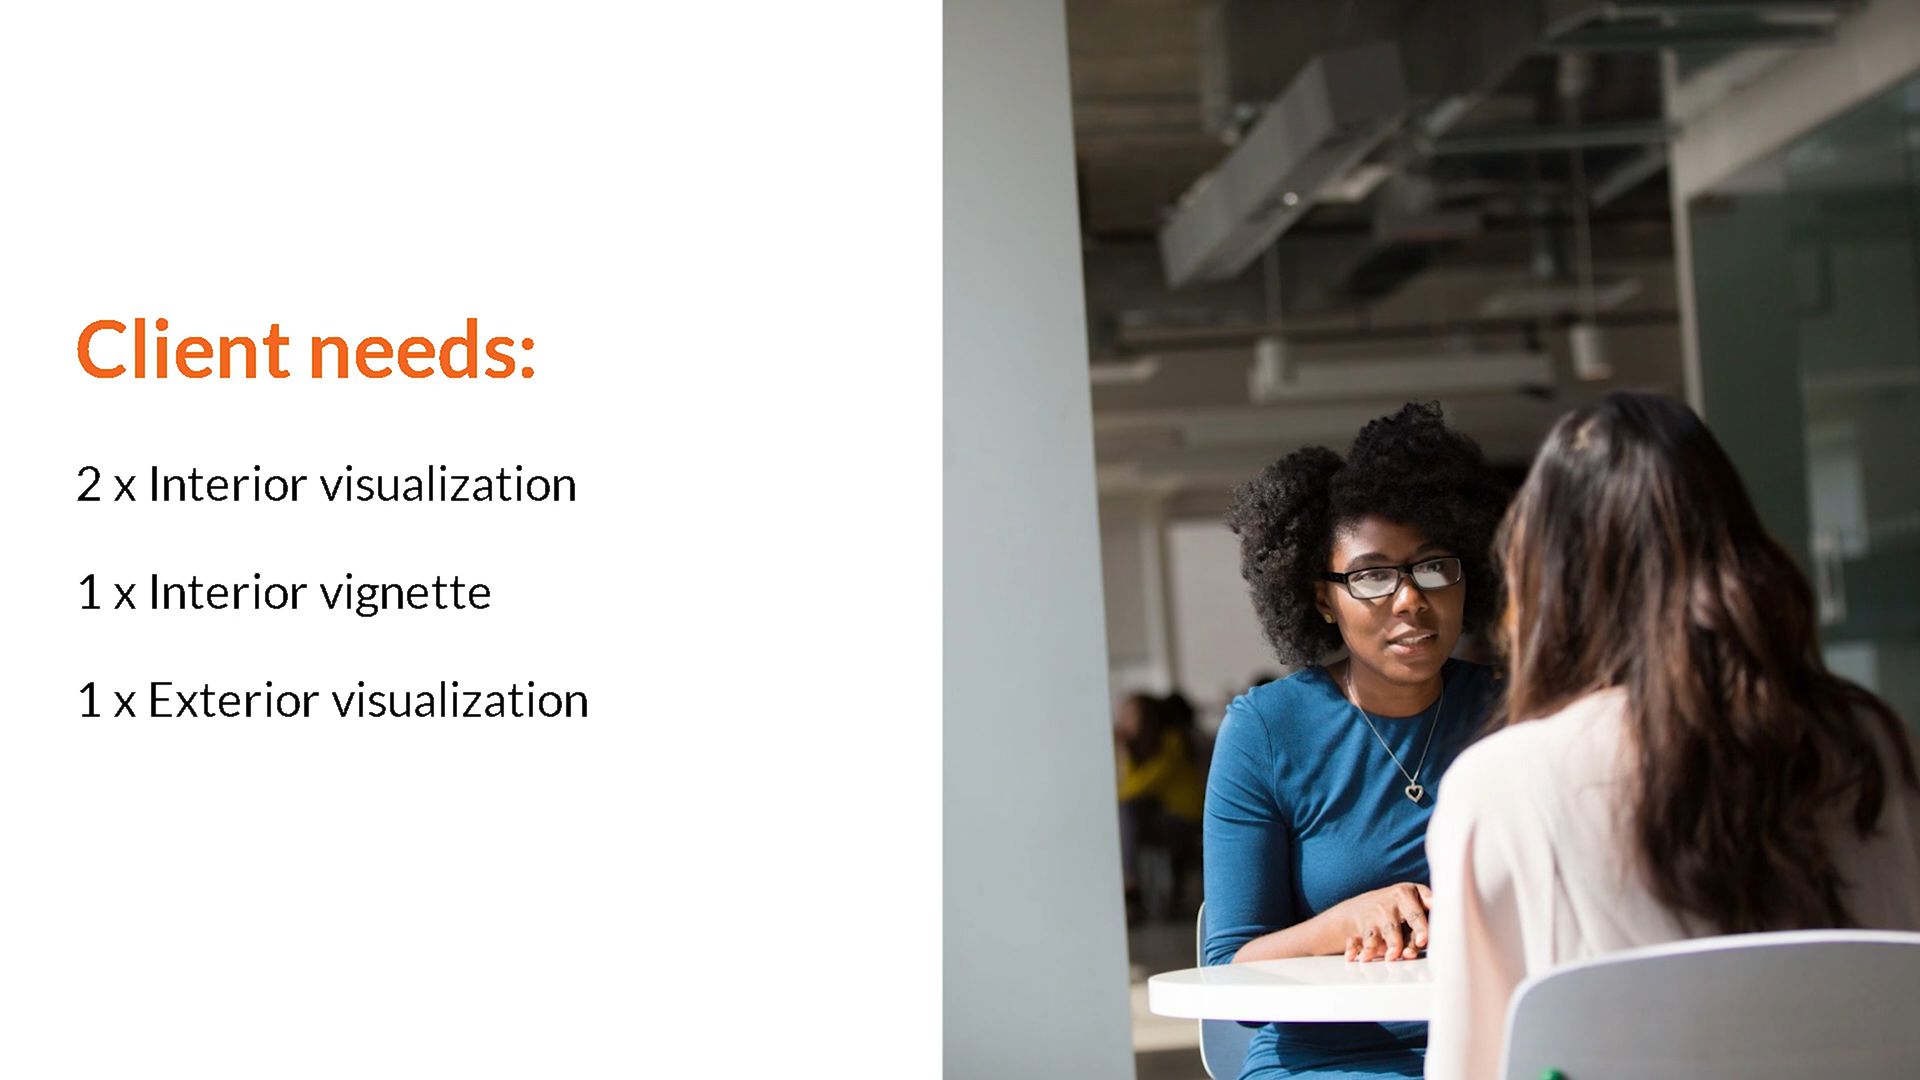 Client needs:
2 x Interior visualization
1 x Interior vignette
1 x Exterior visualization